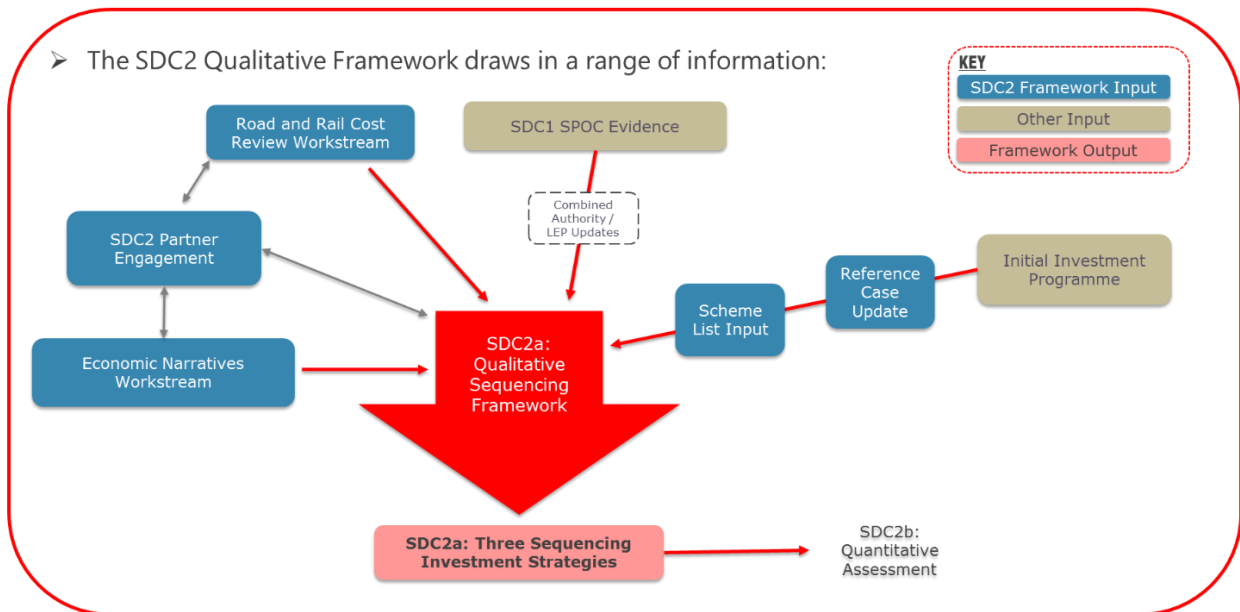 ➢ The SDC2 Qualitative Framework draws in a range of information:
KEY
SDC2 Framework Input
Other Input
Framework Output
Road and Rail Cost
Review Workstream
SDC1 SPOC Evidence
Combined
Authority /
LEP Updates
SDC2 Partner
Engagement
Initial Investment
Programme
Reference
Case
Update
Scheme
List Input
Economic Narratives
Workstream
SDC2a:
Qualitative
Sequencing
Framework
SDC2a: Three Sequencing
Investment Strategies
SDC2b:
Quantitative
Assessment